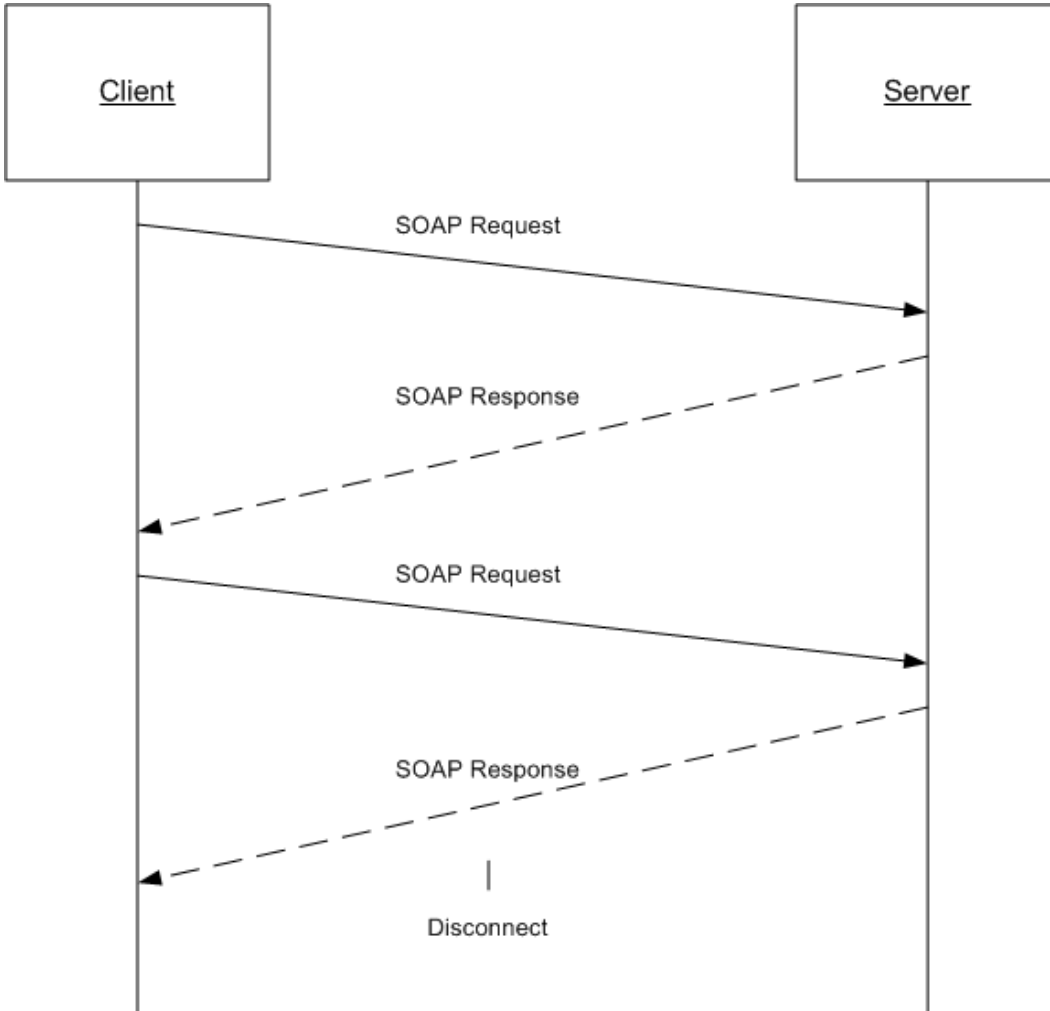 Client
Server
SOAP Request
SOAP Response
SOAP Request
SOAP Response
Disconnect